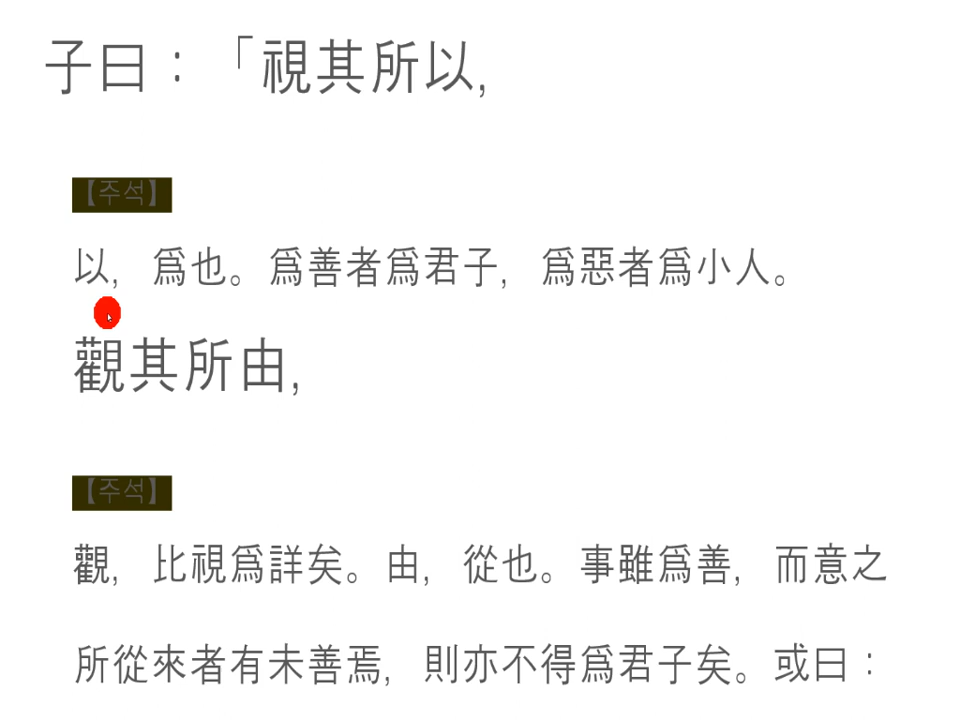 子曰：「視其所以,
【주석】
以, 爲也。爲善者爲君子, 爲惡者爲小人。
觀其所由,
【주석】
觀, 比視爲詳矣。由, 從也。事雖爲善, 而意之
所從來者有未善焉, 則亦不得爲君子矣。或曰：